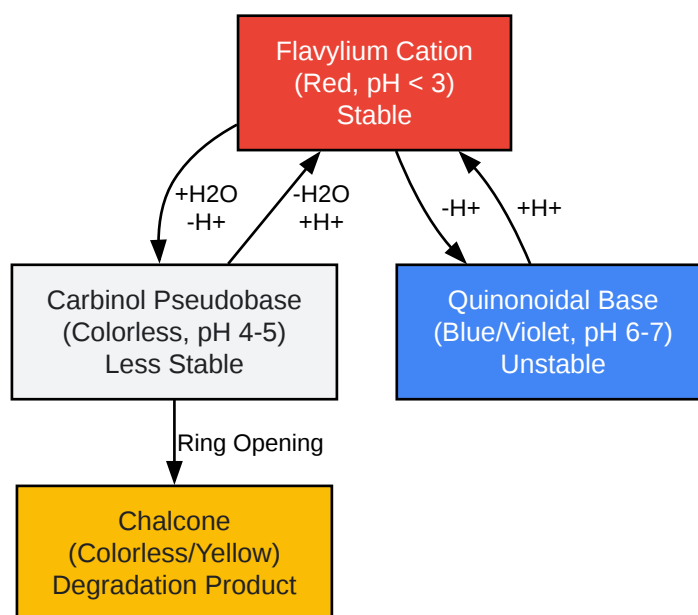 Flavylium Cation
(Red, pH < 3)
Stable
+H2O
-H+
-H2O
+H+
-H+
+H+
Carbinol Pseudobase
(Colorless, pH 4-5)
Less Stable
Quinonoidal Base
(Blue/Violet, pH 6-7)
Unstable
Ring Opening
Chalcone
(Colorless/Yellow)
Degradation Product